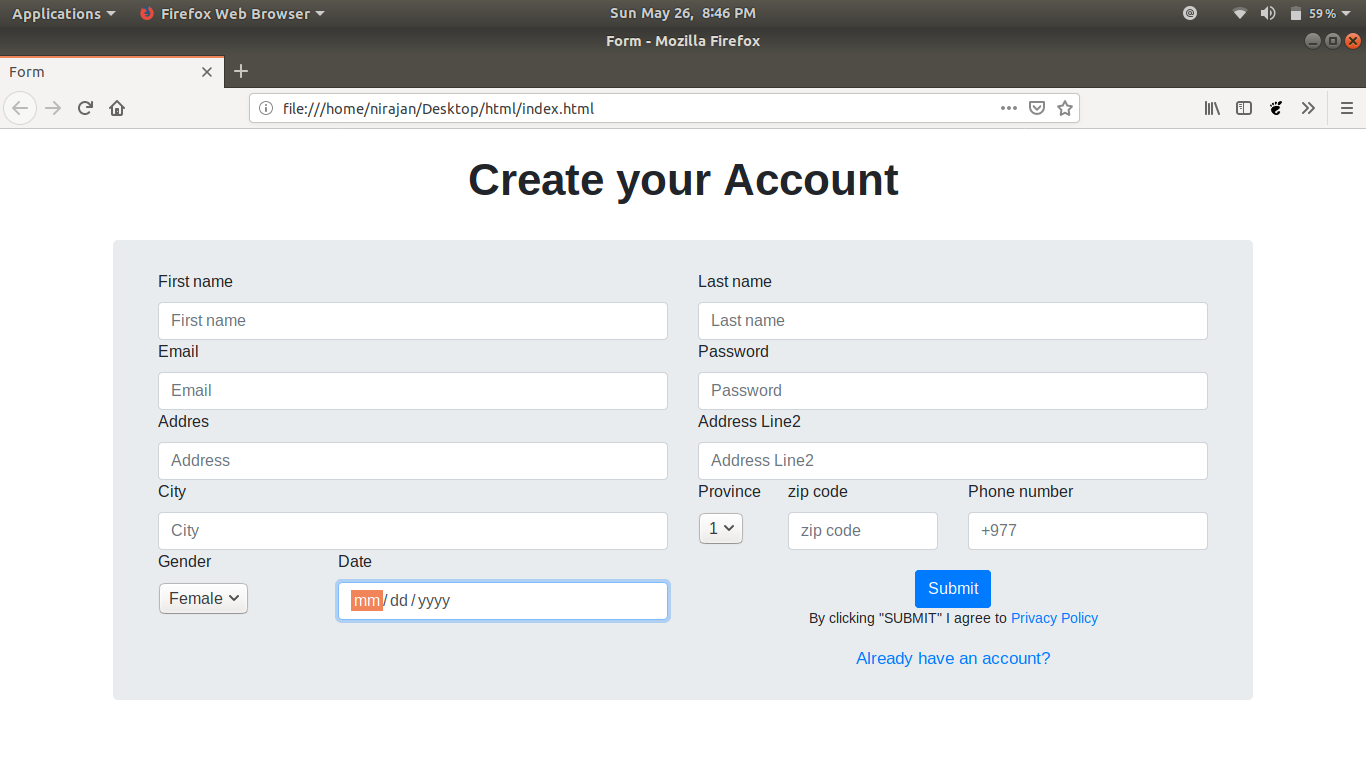 Applications Firefox Web Browser Sun May 26, 8:46 PM 59%
Form - Mozilla Firefox
Form
file:///home/nirajan/Desktop/html/index.html
Create your Account
First name Last name
First name Last name
Email Password
Email Password
Addres Address Line2
Address Address Line2
City Province zip code Phone number
City 1 zip code +977
Gender Date
Female mm/dd/yyyy Submit
By clicking "SUBMIT" I agree to Privacy Policy
Already have an account?